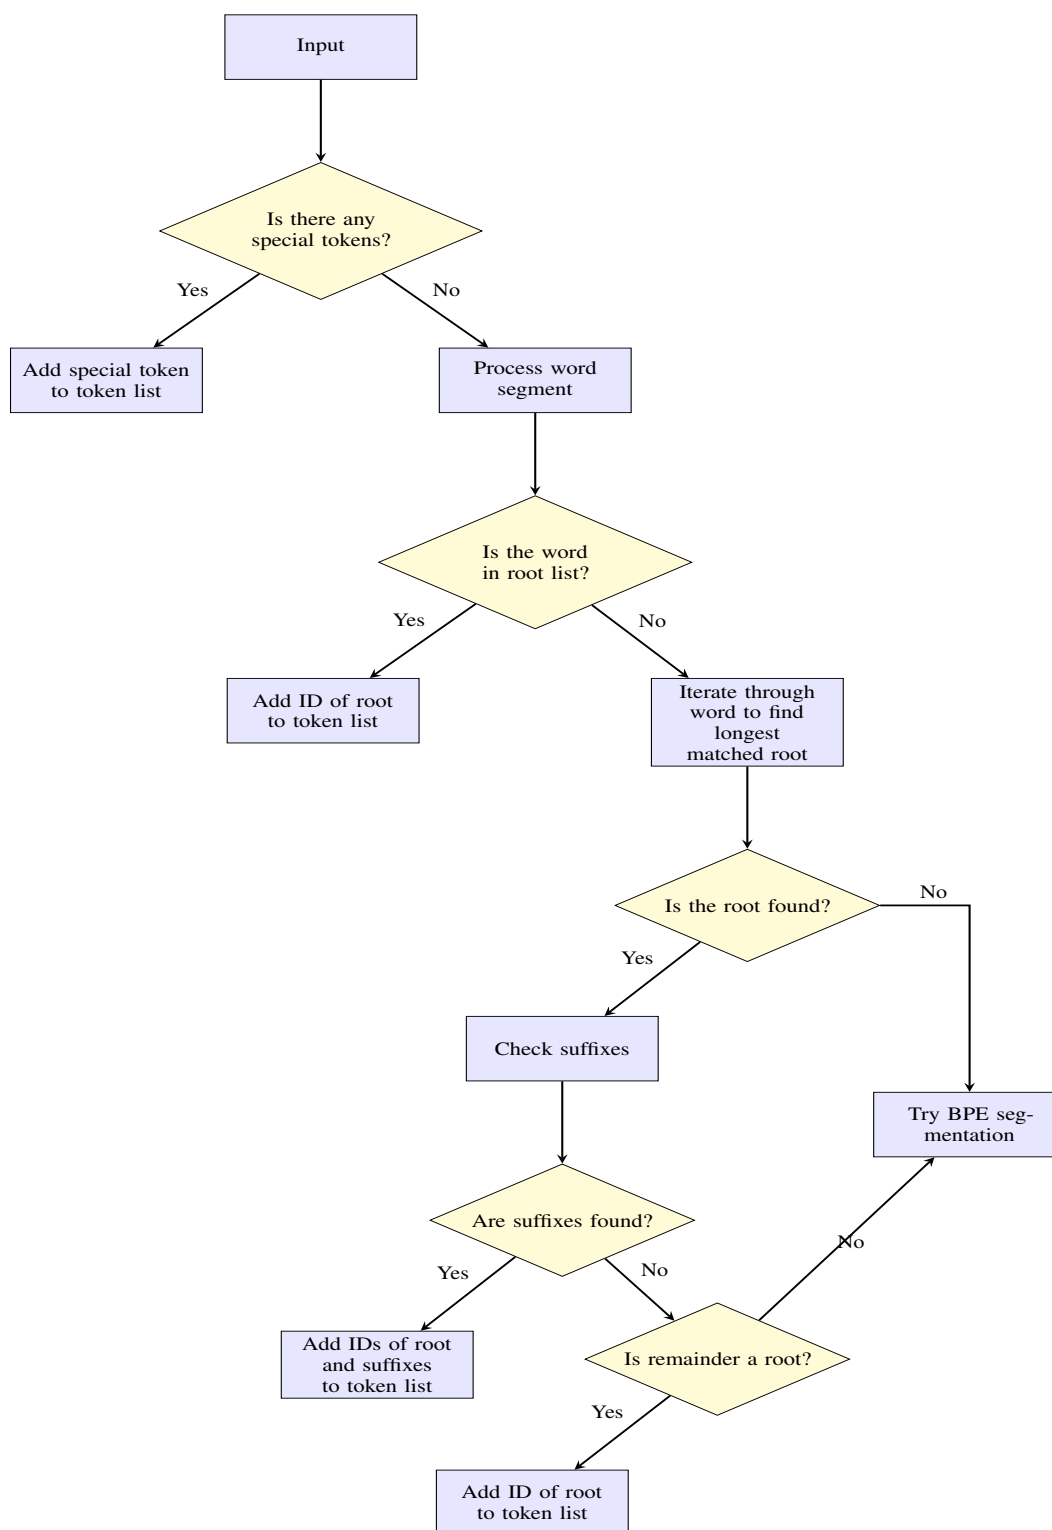 Input
Is there any
special tokens?
Yes
No
Add special token
to token list
Process word
segment
Is the word
in root list?
Yes
No
Add ID of root
to token list
Iterate through
word to find
longest
matched root
Is the root found?
No
Yes
Check suffixes
Try BPE seg-
mentation
Are suffixes found?
No
Yes
No
Add IDs of root
and suffixes
to token list
Is remainder a root?
Yes
Add ID of root
to token list